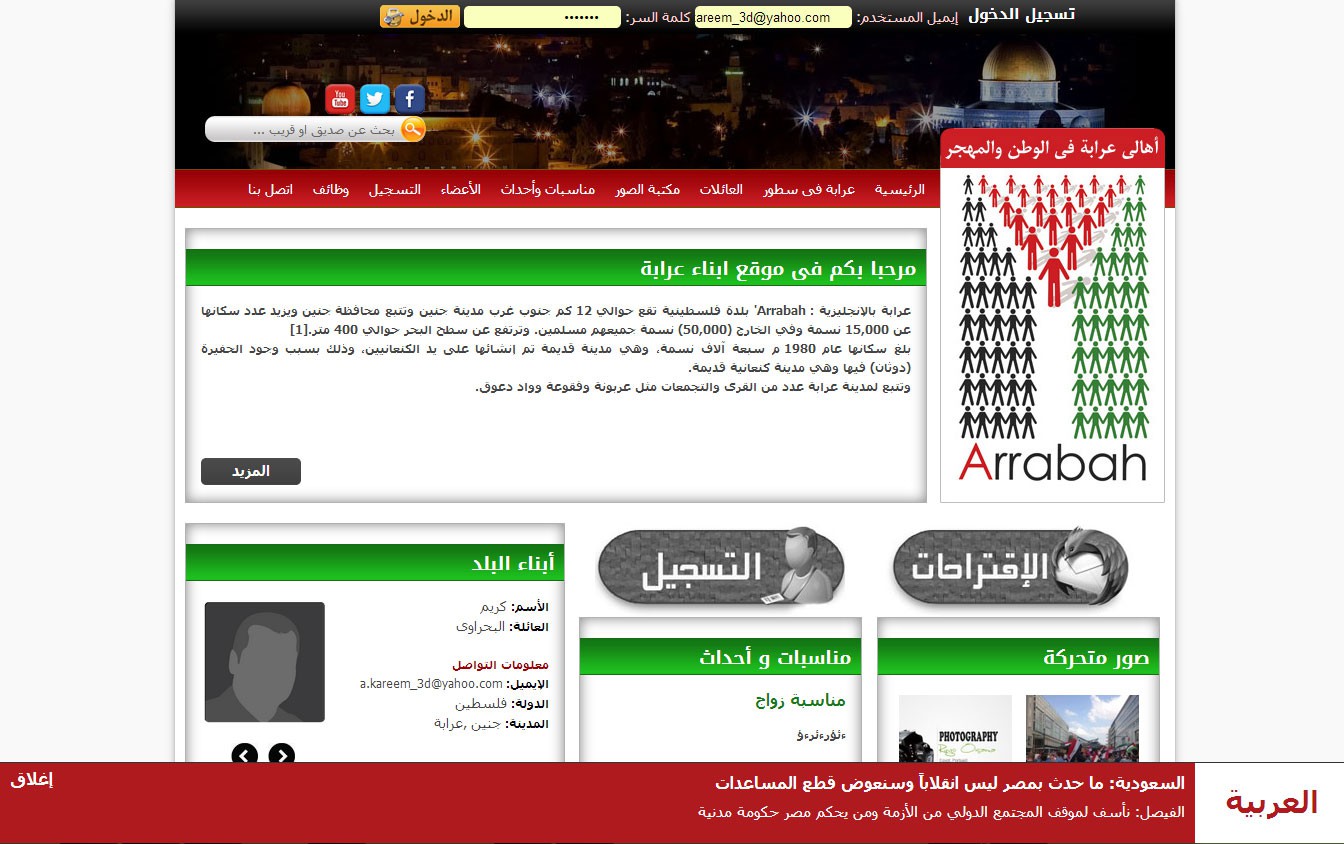 تسجيل الدخول
إيميل المستخدم:
kareem_3d@yahoo.com
كلمة السر:
•••••••
الدخول
You Tube
بحث عن صديق او قريب ...
أهالى عرابة فى الوطن والمهجر
الرئيسية عرابة فى سطور العائلات مكتبة الصور مناسبات وأحداث الأعضاء التسجيل وظائف اتصل بنا
Arrabah
مرحبا بكم فى موقع ابناء عرابة
عرابة بالإنجليزية : Arrabah' بلدة فلسطينية تقع حوالي 12 كم جنوب غرب مدينة جنين وتتبع محافظة جنين ويزيد عدد سكانها
عن 15,000 نسمة وفي الخارج (50,000) نسمة جميعهم مسلمين. وترتفع عن سطح البحر حوالي 400 متر.[1]
بلغ سكانها عام 1980 م سبعة آلاف نسمة، وهي مدينة قديمة تم إنشائها على يد الكنعانيين، وذلك بسبب وجود الحفيرة
(دوثان) فيها وهي مدينة كنعانية قديمة.
وتتبع لمدينة عرابة عدد من القرى والتجمعات مثل عربونة وفقوعة وواد دعوق.
المزيد
الإقتراحات
التسجيل
صور متحركة
PHOTOGRAPHY
مناسبات و أحداث
مناسبة زواج
أبناء البلد
الأسم: كريم
العائلة: البحراوى
معلومات التواصل
الإيميل: a.kareem_3d@yahoo.com
الدولة: فلسطين
المدينة: جنين ,عرابة
العربية
السعودية: ما حدث بمصر ليس انقلاباً وسنعوض قطع المساعدات
الفيصل: نأسف لموقف المجتمع الدولي من الأزمة ومن يحكم مصر حكومة مدنية
إغلاق